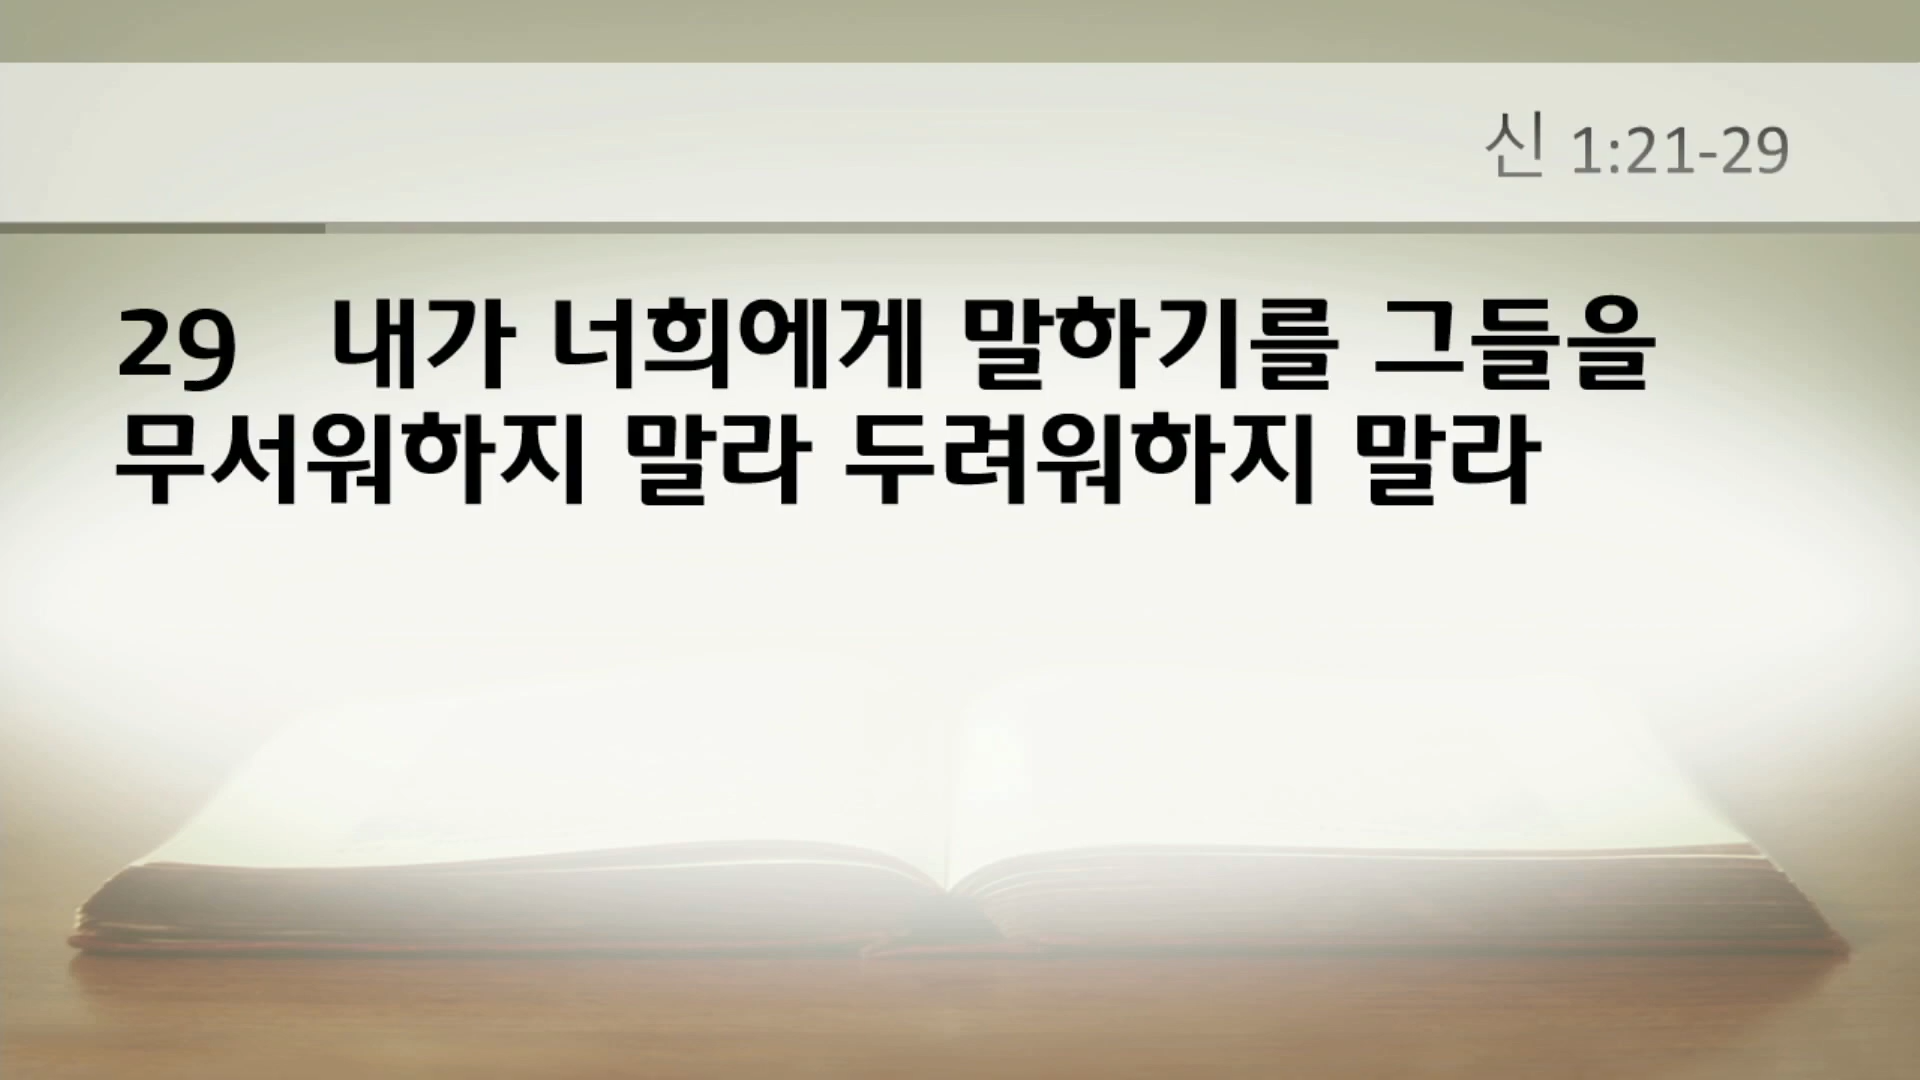 신 1:21-29
29 내가 너희에게 말하기를 그들을
무서워하지 말라 두려워하지 말라